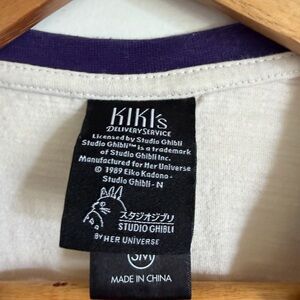 KIKI's
DELIVERY SERVICE
Licensed by Studio Ghibli
Studio Ghibli™ is a trademark
of Studio Ghibli Inc.
Manufactured for Her Universe
© 1989 Eiko Kadono -
Studio Ghibli - N
スタジオジブリ
STUDIO GHIBLI
BY HER UNIVERSE
SM
MADE IN CHINA